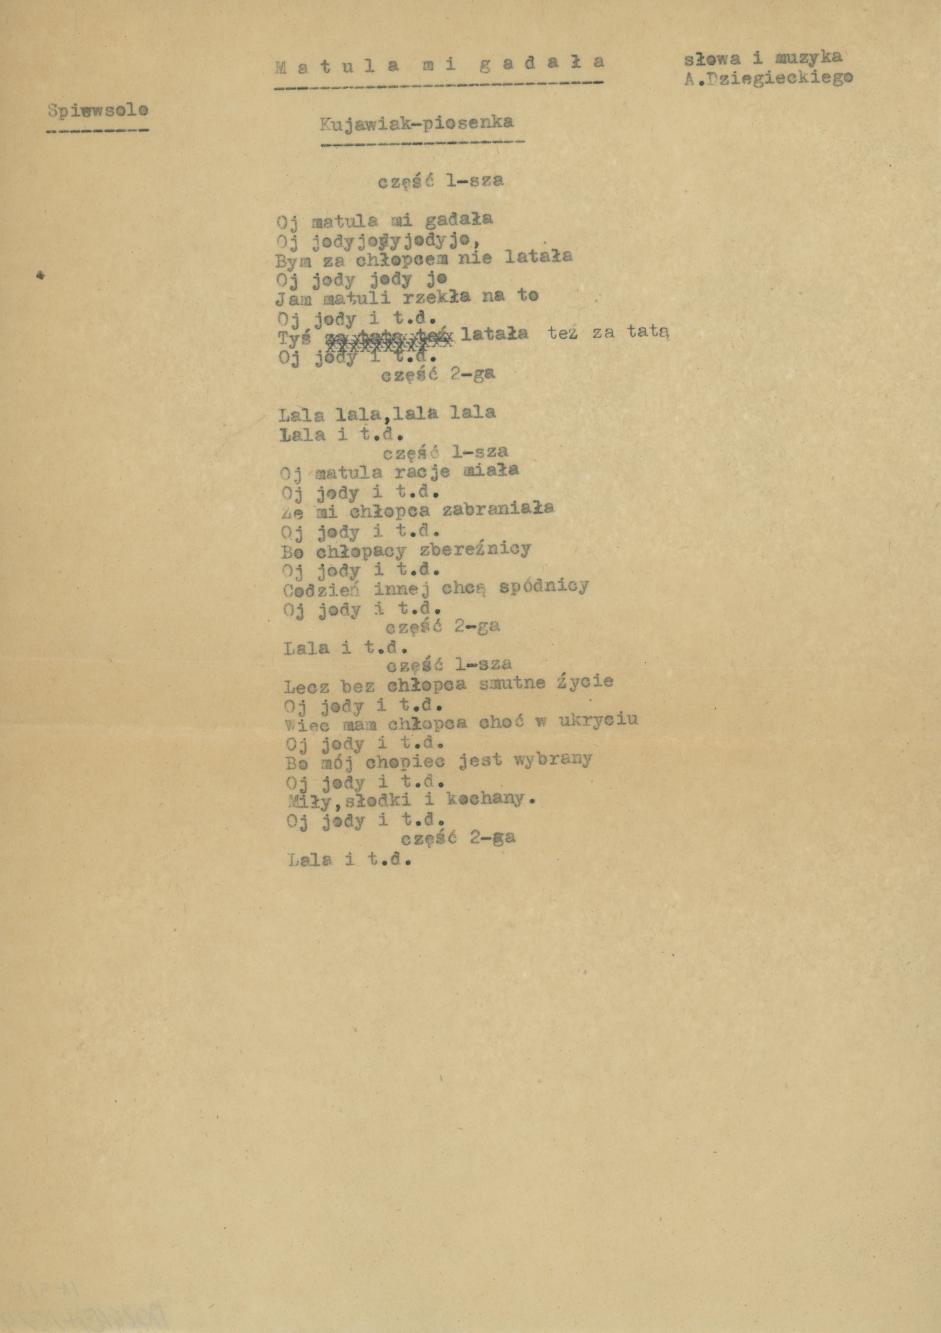 M a t u l a  m i  g a d a ł a
słowa i muzyka
A.Dziegieckiego
Spiewsolo
Kujawiak-piosenka
część 1-sza
Oj matula mi gadała
Oj jodyjodyjodyjo,
Bym za chłopcem nie latała
Oj jody jody jo
Jam matuli rzekła na to
Oj jody i t.d.
Tyś za tatą też latała też za tatą
Oj jody i t.d.
część 2-ga
Lala lala,lala lala
Lala i t.d.
część 1-sza
Oj matula racje miała
Oj jody i t.d.
Że mi chłopca zabraniała
Oj jody i t.d.
Bo chłopacy zbereźnicy
Oj jody i t.d.
Codzień innej chcą spódnicy
Oj jody i t.d.
część 2-ga
Lala i t.d.
część 1-sza
Lecz bez chłopca smutne życie
Oj jody i t.d.
Więc mam chłopca choć w ukryciu
Oj jody i t.d.
Bo mój chopiec jest wybrany
Oj jody i t.d.
Miły,słodki i kochany.
Oj jody i t.d.
część 2-ga
Lala i t.d.